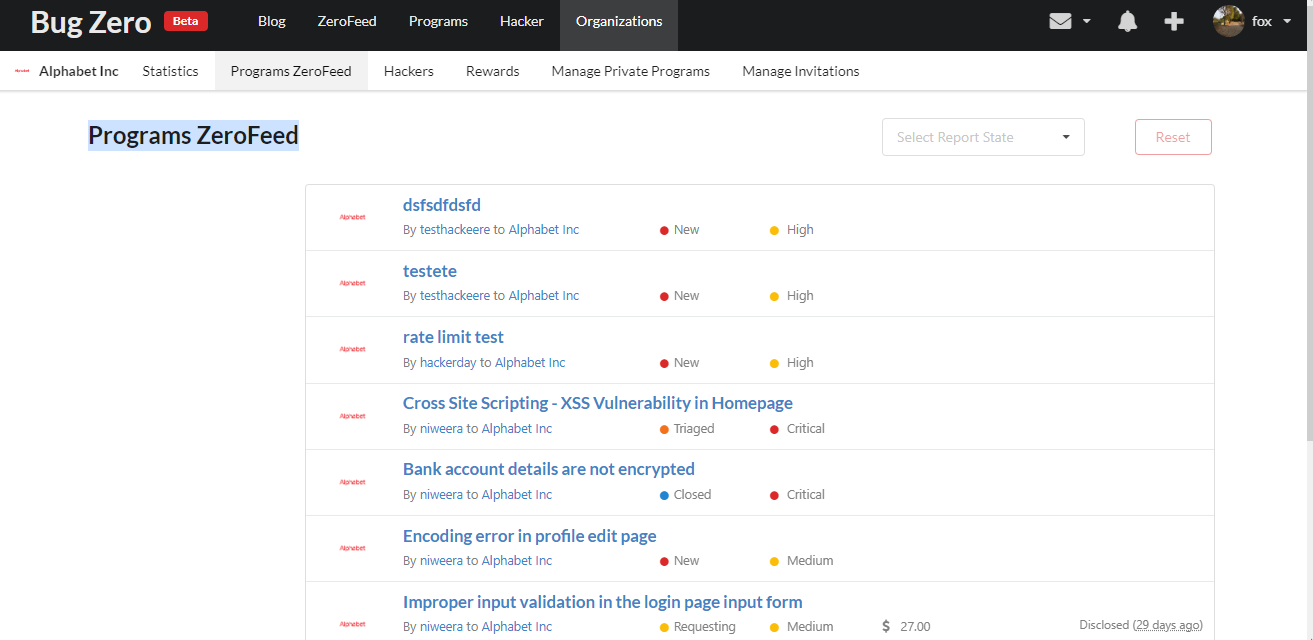 Bug Zero Beta Blog ZeroFeed Programs Hacker Organizations fox
Alphabet Inc Statistics Programs ZeroFeed Hackers Rewards Manage Private Programs Manage Invitations
Programs ZeroFeed Select Report State Reset
dsfsdfdsfd
Alphabet
By testhackeere to Alphabet Inc New High
testete
Alphabet
By testhackeere to Alphabet Inc New High
rate limit test
Alphabet
By hackerday to Alphabet Inc New High
Cross Site Scripting - XSS Vulnerability in Homepage
Alphabet
By niweera to Alphabet Inc Triaged Critical
Bank account details are not encrypted
Alphabet
By niweera to Alphabet Inc Closed Critical
Encoding error in profile edit page
Alphabet
By niweera to Alphabet Inc New Medium
Improper input validation in the login page input form
Alphabet
By niweera to Alphabet Inc Requesting Medium $ 27.00 Disclosed (29 days ago)